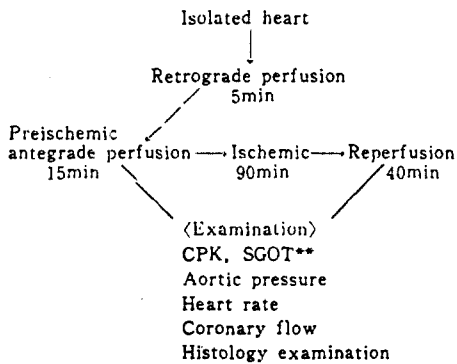 Isolated heart
Retrograde perfusion
5min
Preischemic
antegrade perfusion
Ischemic
Reperfusion
15min
90min
40min
〈Examination〉
CPK, SGOT**
Aortic pressure
Heart rate
Coronary flow
Histology examination